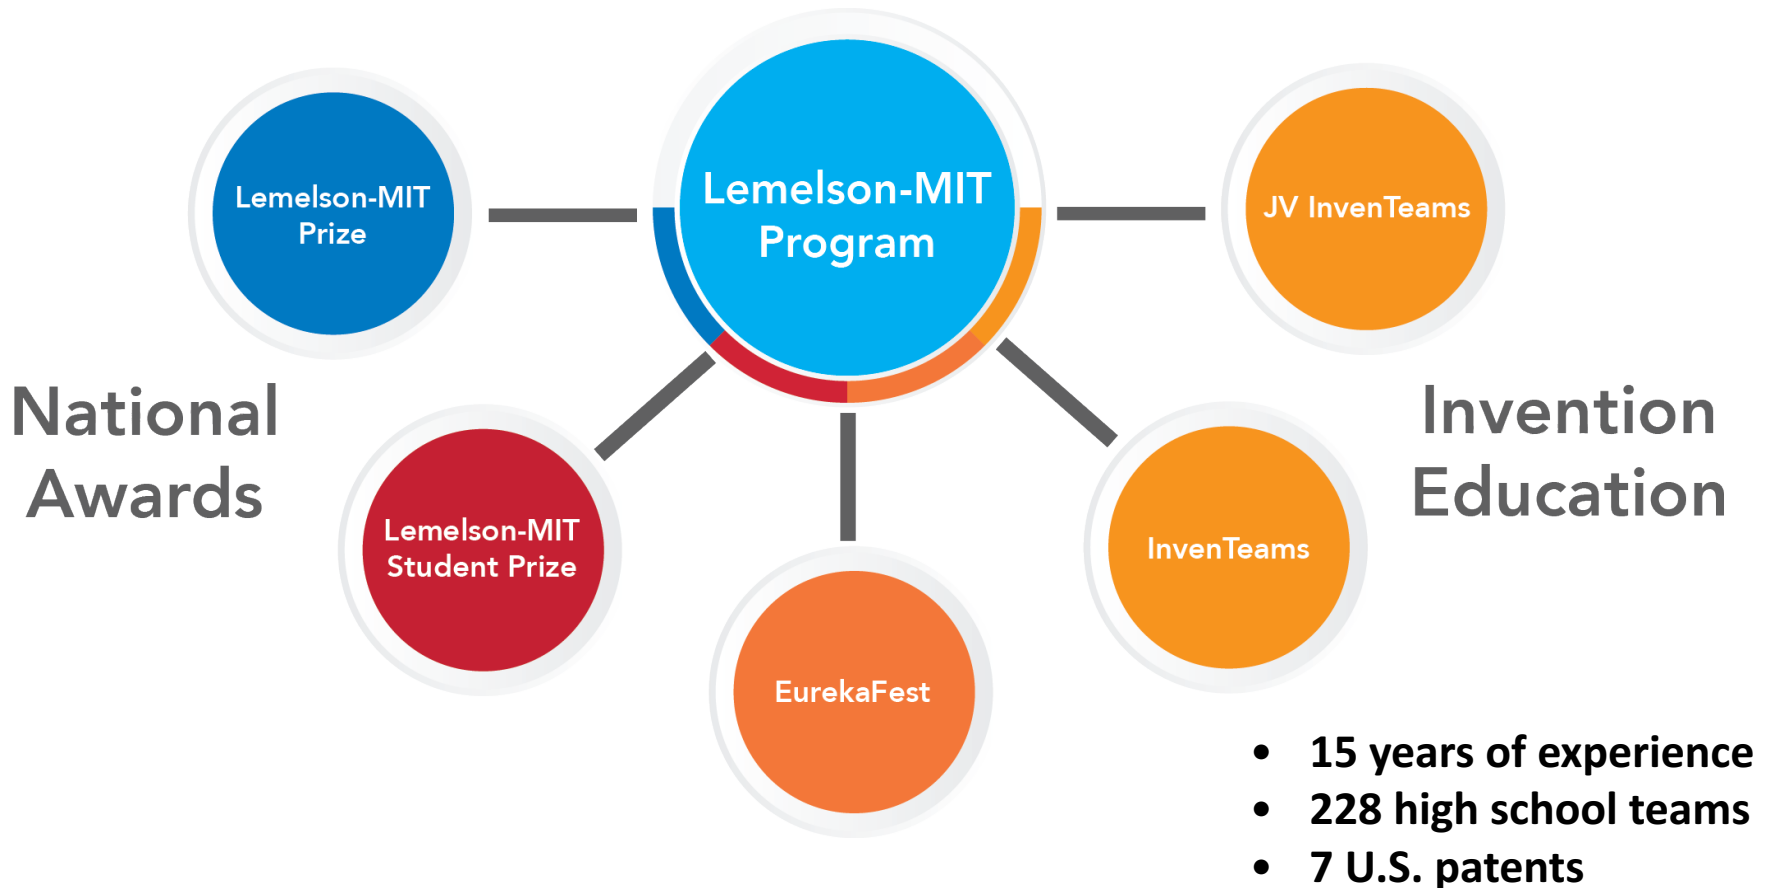 Lemelson-MIT
Program
Lemelson-MIT
Prize
JV InvenTeams
National
Awards
Invention
Education
Lemelson-MIT
Student Prize
InvenTeams
EurekaFest
• 15 years of experience
• 228 high school teams
• 7 U.S. patents